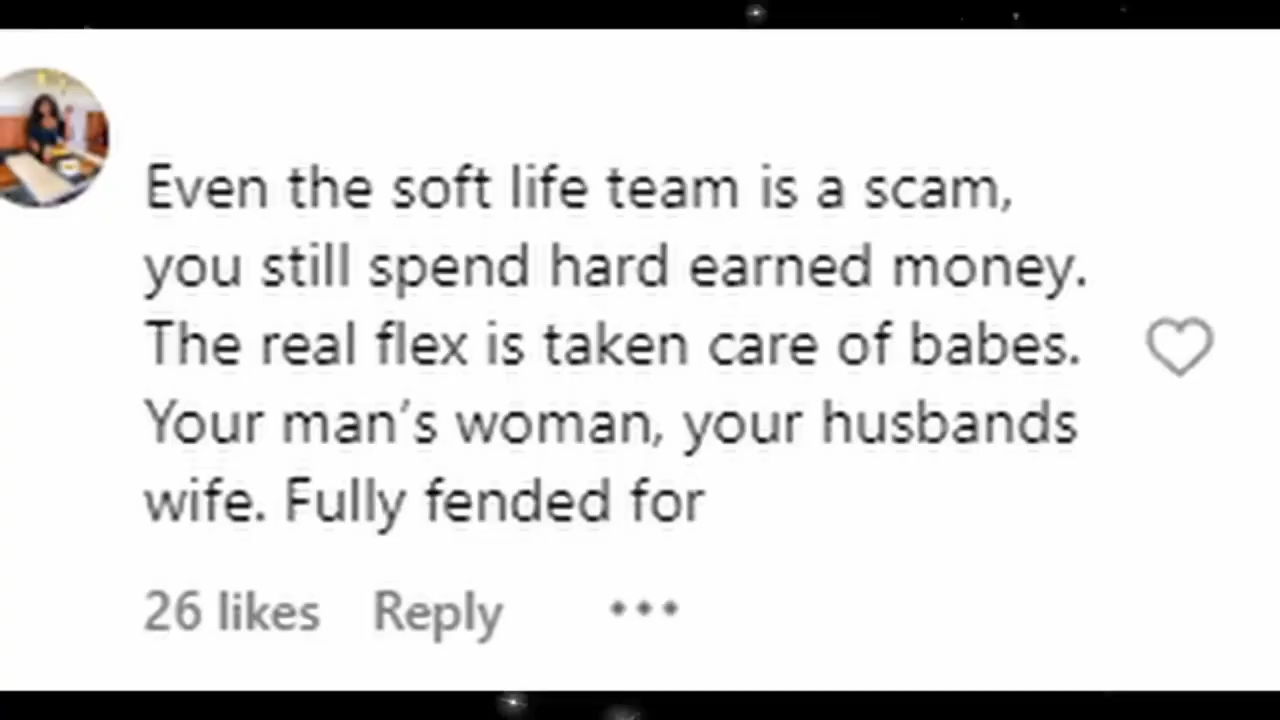 Even the soft life team is a scam,
you still spend hard earned money.
The real flex is taken care of babes.
Your man's woman, your husbands
wife. Fully fended for
26 likes Reply •••